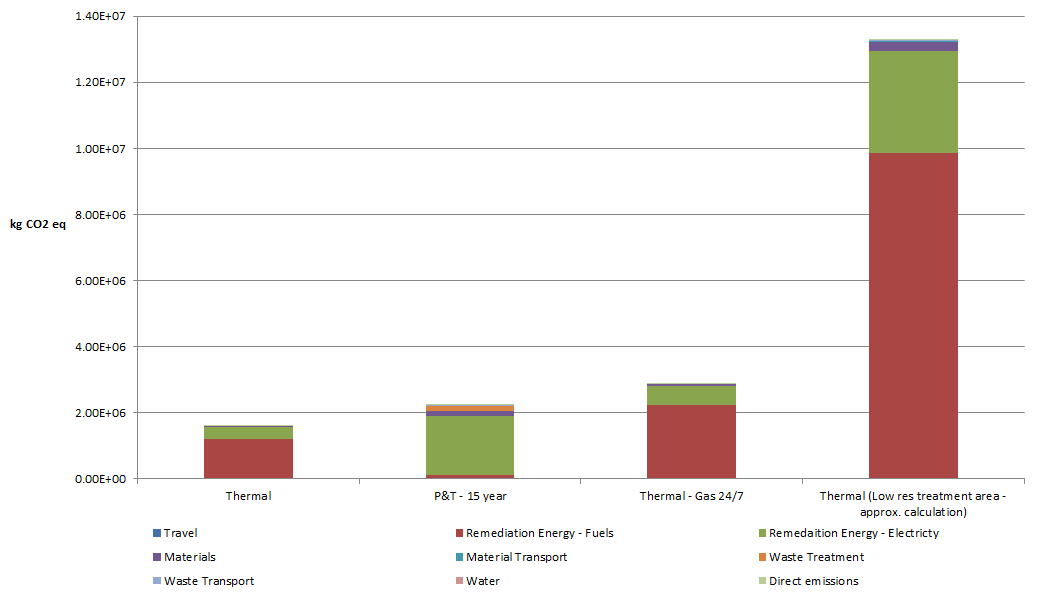 1.40E+07
1.20E+07
1.00E+07
8.00E+06
kg CO2 eq
6.00E+06
4.00E+06
2.00E+06
0.00E+00
Thermal
P&T - 15 year
Thermal - Gas 24/7
Thermal (Low res treatment area -
approx. calculation)
Travel
Remediation Energy - Fuels
Remedaition Energy - Electricty
Materials
Material Transport
Waste Treatment
Waste Transport
Water
Direct emissions